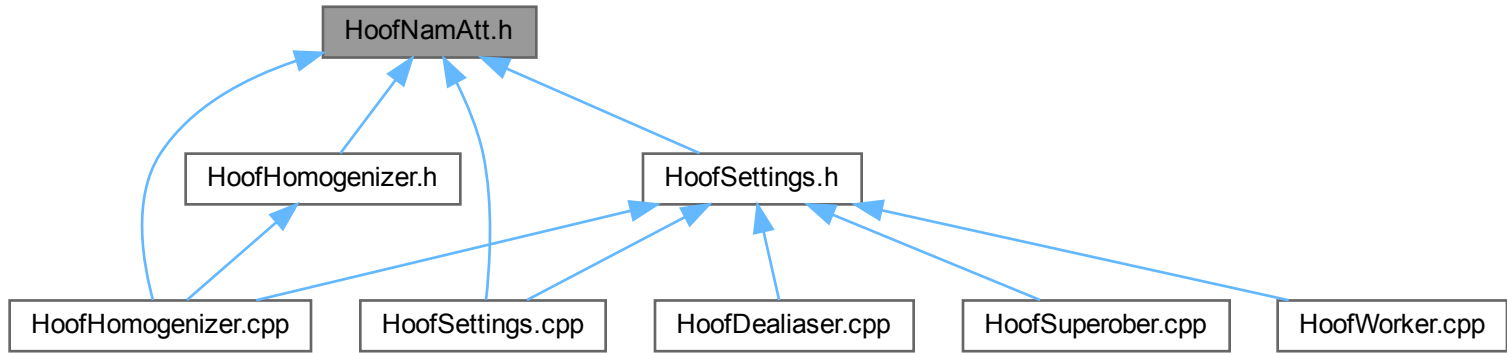 HoofNamAtt.h
HoofHomogenizer.h
HoofSettings.h
HoofHomogenizer.cpp
HoofSettings.cpp
HoofDealiaser.cpp
HoofSuperober.cpp
HoofWorker.cpp